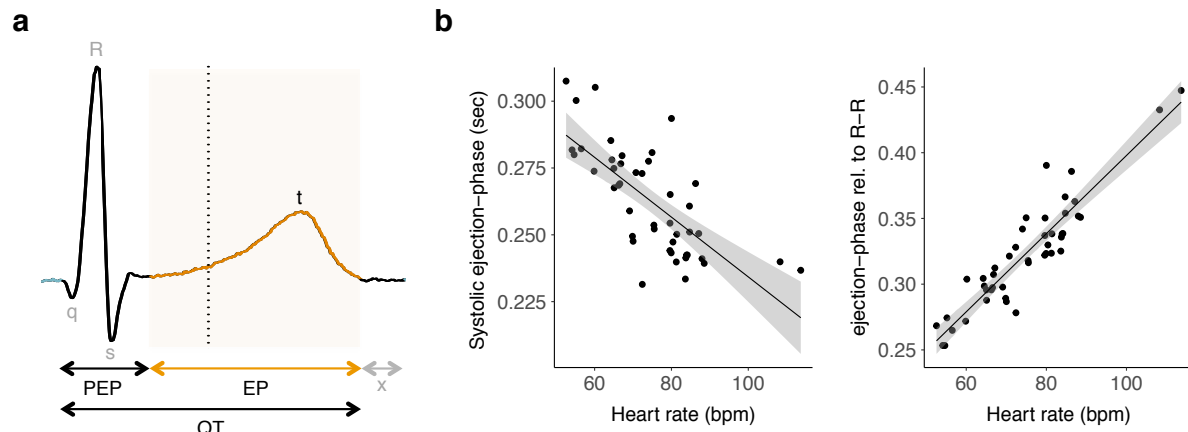 a
R
t
q
s
PEP
EP
x
QT
b
Systolic ejection−phase (sec)
0.300
0.275
0.250
0.225
60
80
100
Heart rate (bpm)
ejection−phase rel. to R−R
0.45
0.40
0.35
0.30
0.25
60
80
100
Heart rate (bpm)